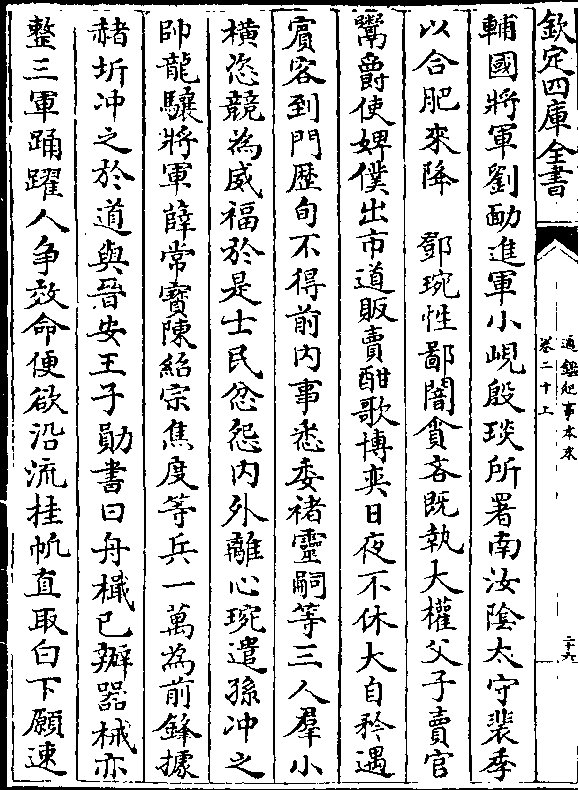 欽定四庫全書
通鑑紀事本末
卷二十上
二十六
輔國將軍劉勔進軍小峴殷琰所署南汝陰太守裴季
以合肥來降　鄧琬性鄙闇貪吝既執大權父子賣官
鬻爵使婢僕出市道販賣酣歌博奕日夜不休大自矜遇
賓客到門歴旬不得前内事悉委褚靈嗣等三人羣小
橫恣競為威福於是士民忿怨内外離心琬遣孫冲之
帥龍驤將軍薛常寳陳紹宗焦度等兵一萬為前鋒據
赭圻冲之於道與晉安王子勛書曰舟檝已辦器械亦
整三軍踊躍人爭效命便欲沿流挂帆直取白下願速